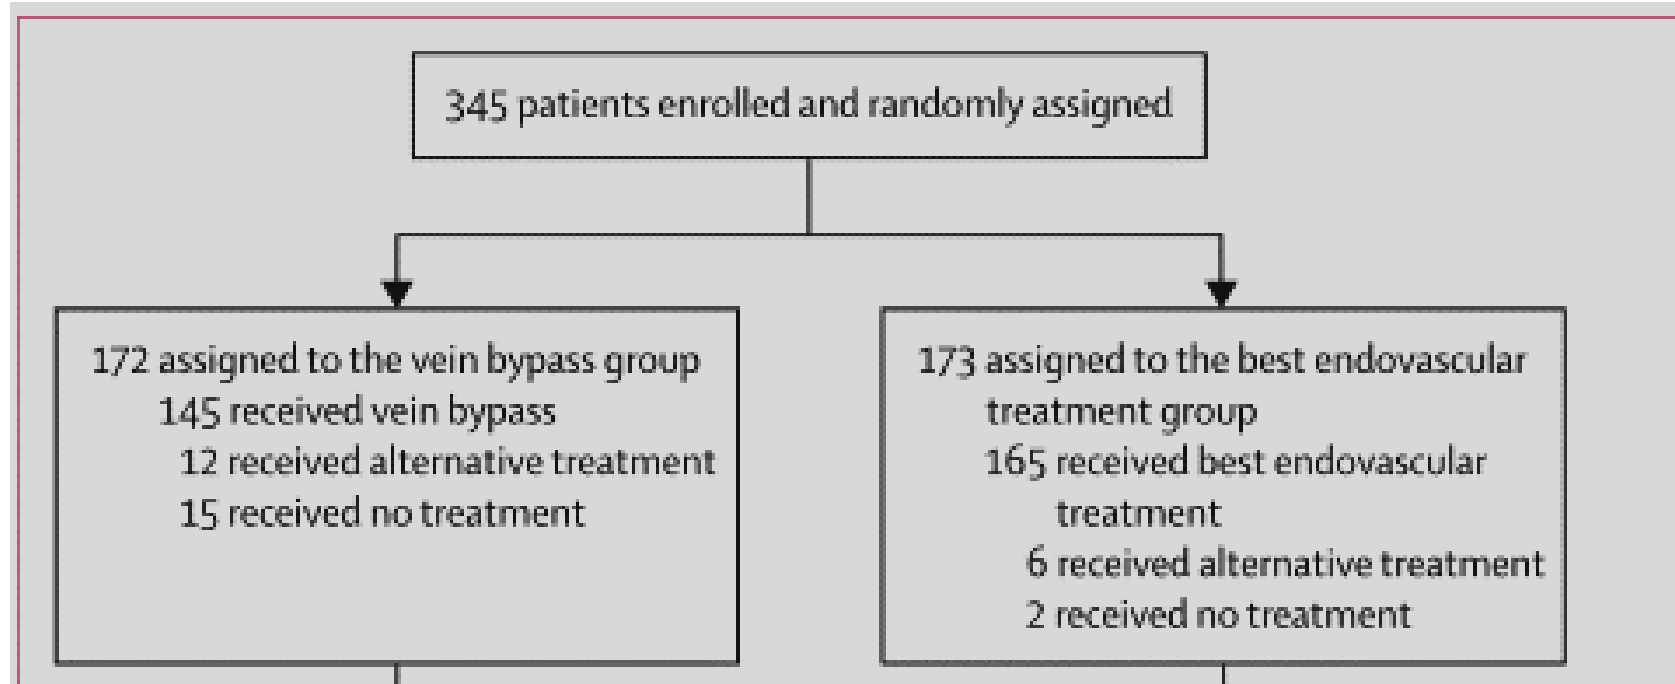 345 patients enrolled and randomly assigned
172 assigned to the vein bypass group
145 received vein bypass
12 received alternative treatment
15 received no treatment
173 assigned to the best endovascular
treatment group
165 received best endovascular
treatment
6 received alternative treatment
2 received no treatment